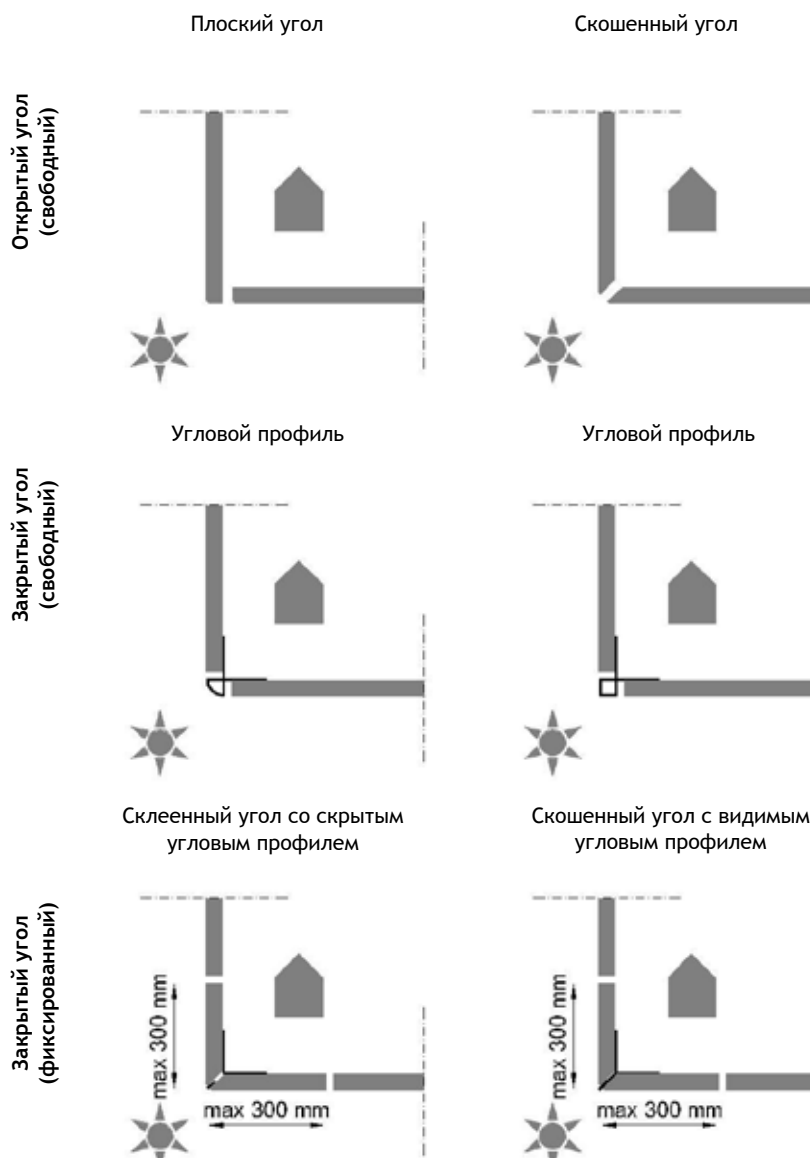 Плоский угол
Скошенный угол
Открытый угол
(свободный)
Угловой профиль
Угловой профиль
Закрытый угол
(свободный)
Склеенный угол со скрытым
угловым профилем
Скошенный угол с видимым
угловым профилем
Закрытый угол
(фиксированный)
max 300 mm
max 300 mm
max 300 mm
max 300 mm